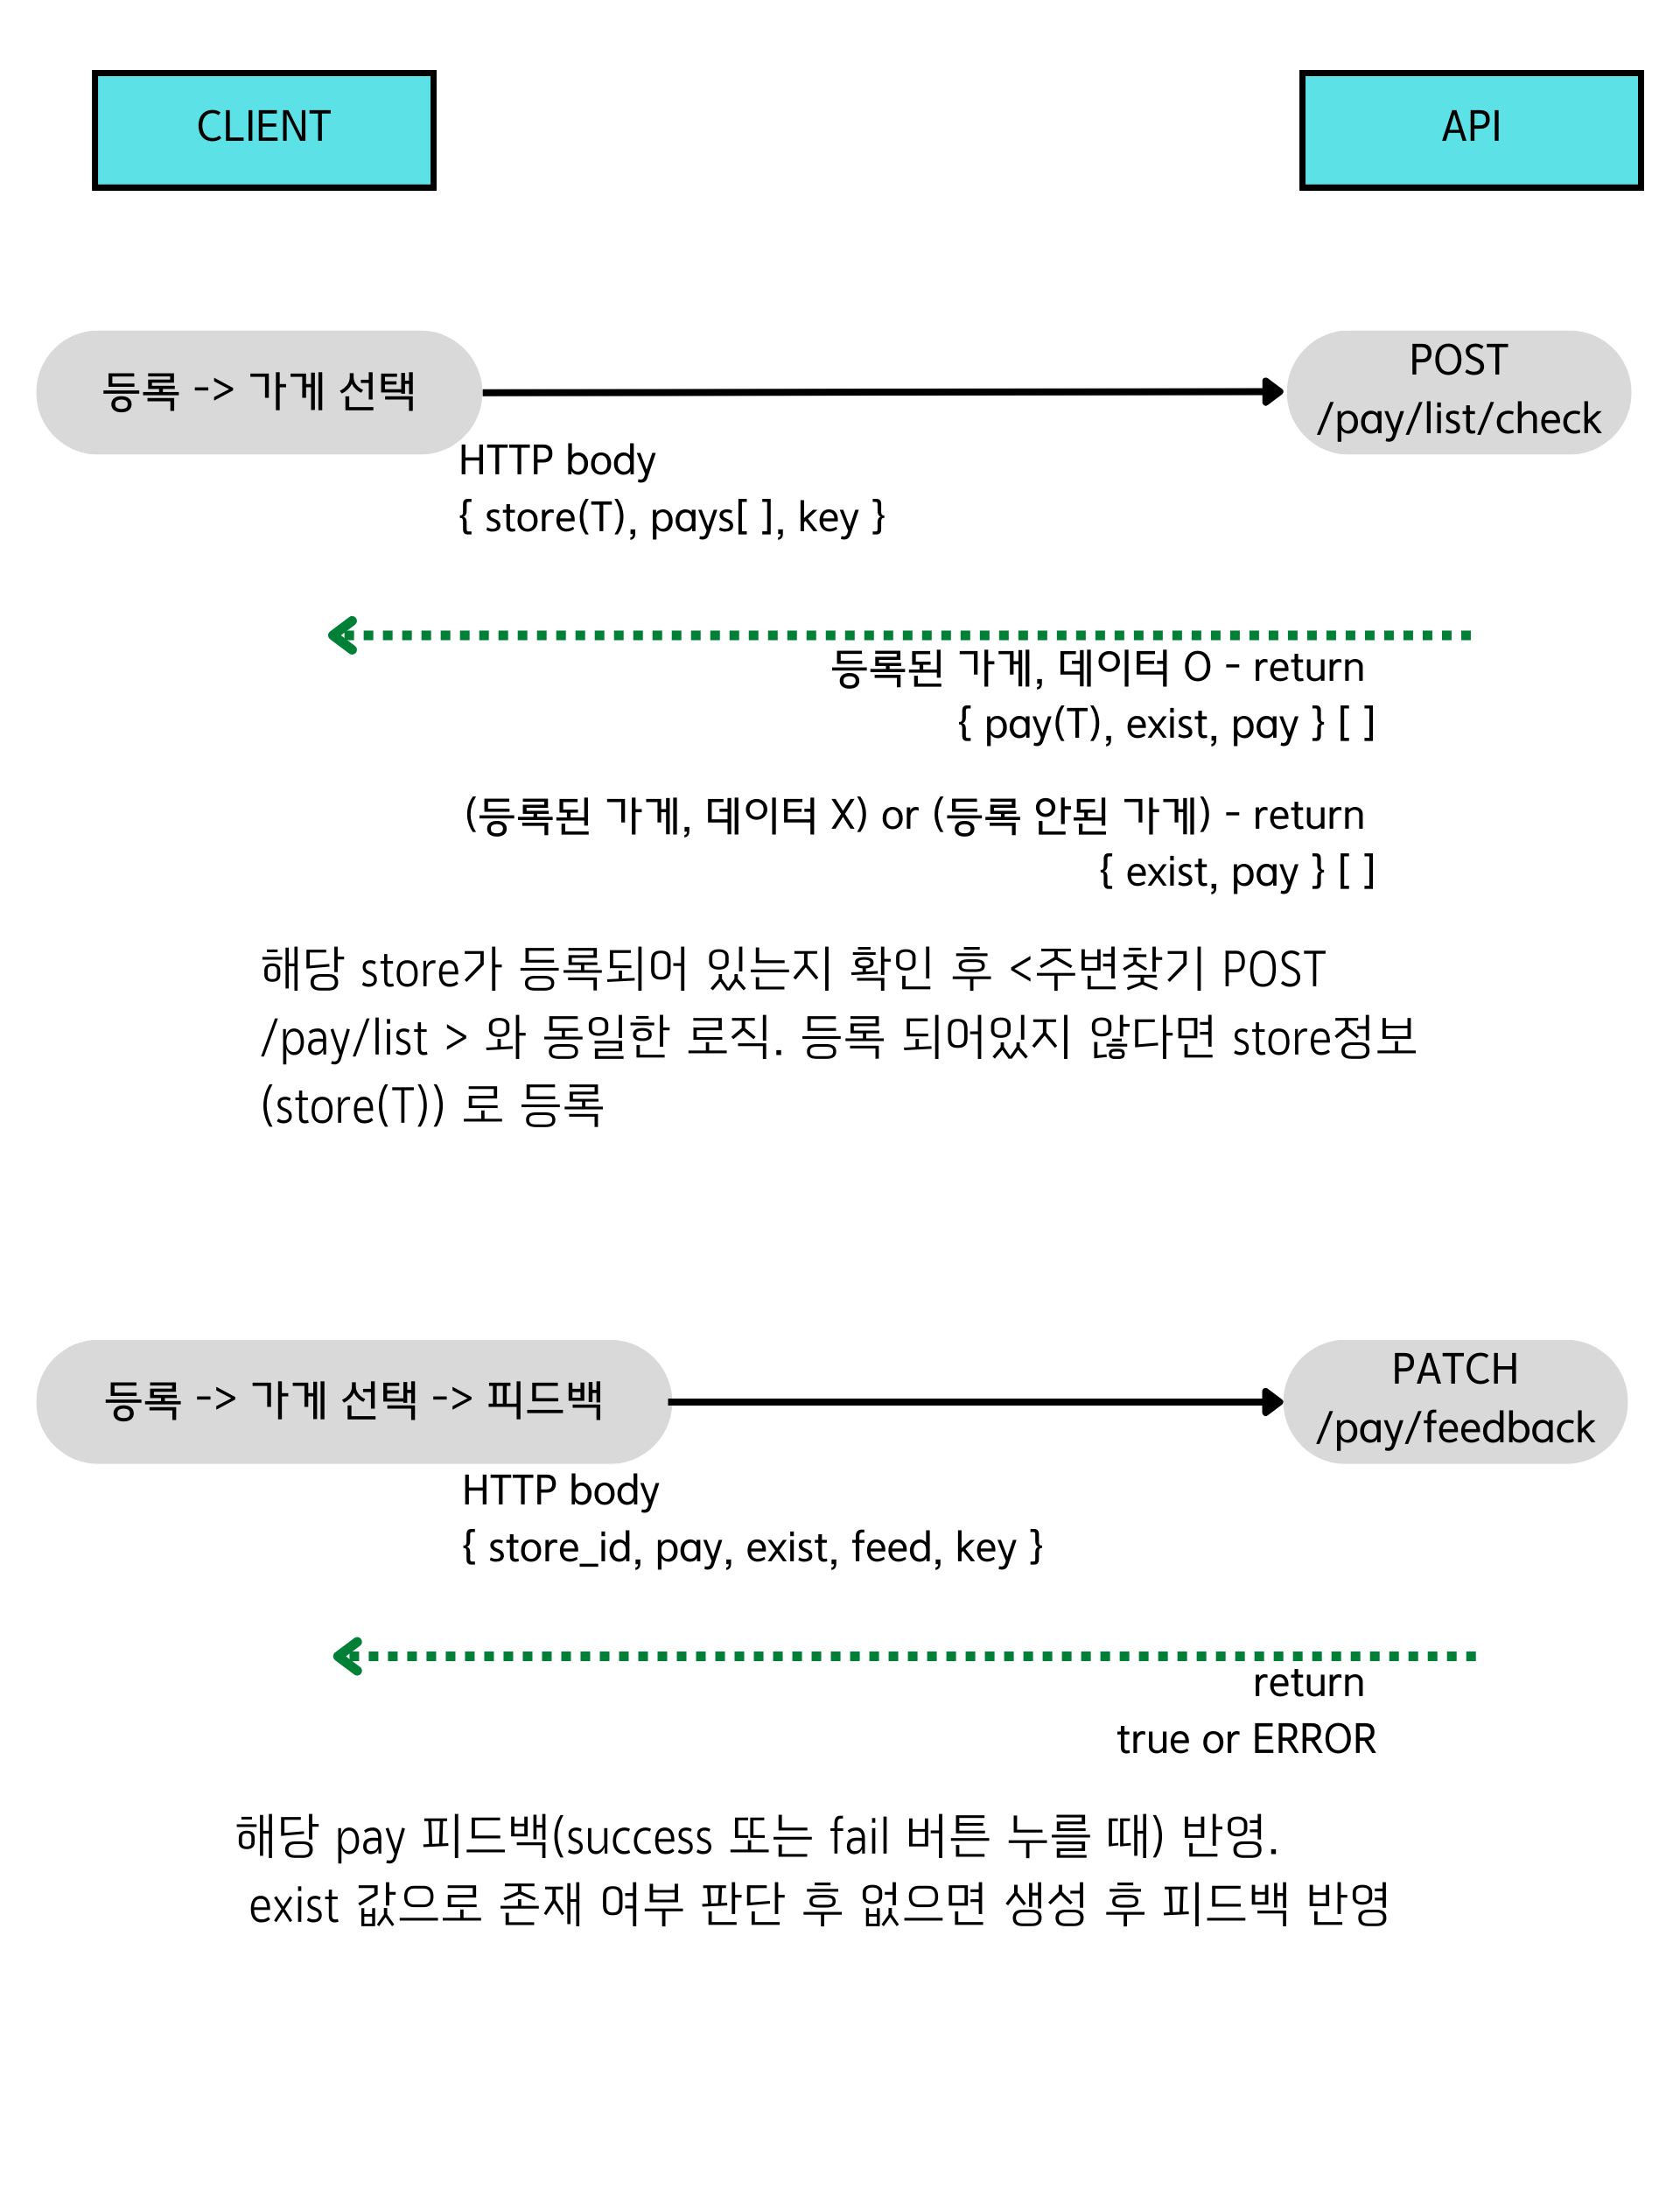 CLIENT
API
등록 -> 가게 선택
POST
/pay/list/check
HTTP body
{ store(T), pays[ ], key }
등록된 가게, 데이터 O - return
{ pay(T), exist, pay } [ ]
(등록된 가게, 데이터 X) or (등록 안된 가게) - return
{ exist, pay } [ ]
해당 store가 등록되어 있는지 확인 후 <주변찾기 POST
/pay/list > 와 동일한 로직. 등록 되어있지 않다면 store정보
(store(T)) 로 등록
등록 -> 가게 선택 -> 피드백
PATCH
/pay/feedback
HTTP body
{ store_id, pay, exist, feed, key }
return
true or ERROR
해당 pay 피드백(success 또는 fail 버튼 누를 때) 반영.
exist 값으로 존재 여부 판단 후 없으면 생성 후 피드백 반영